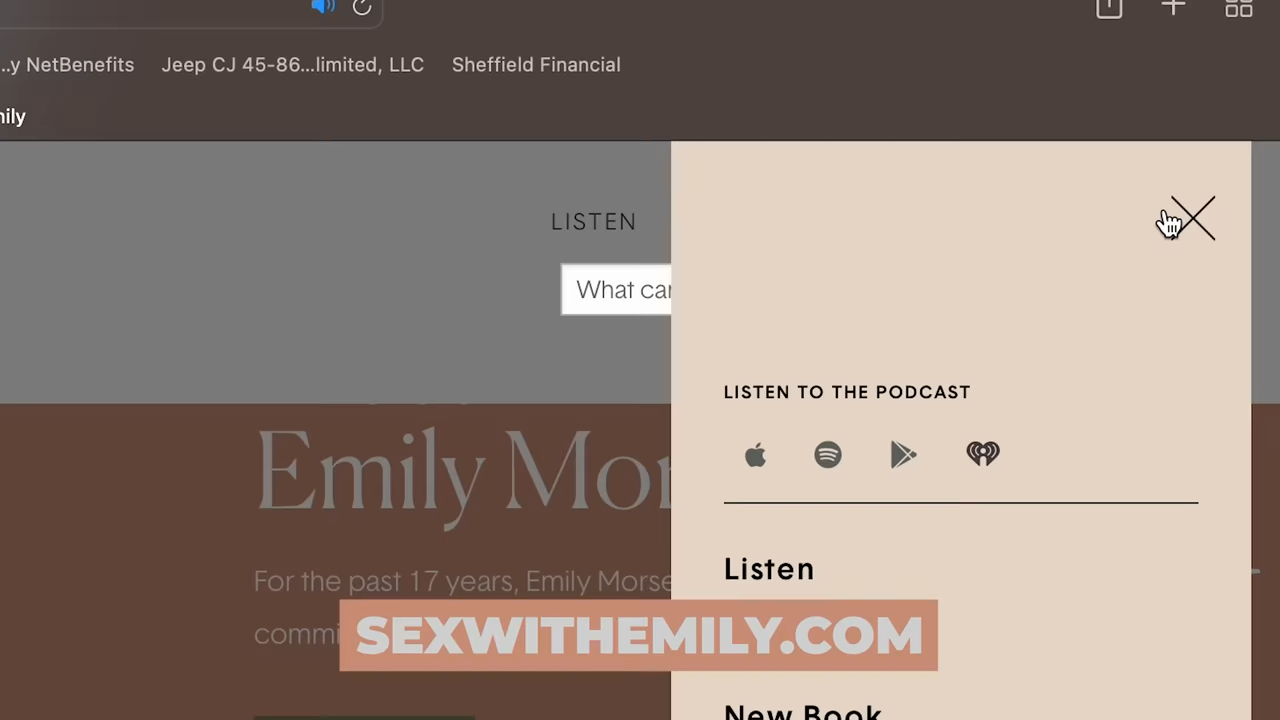 ..y NetBenefits Jeep CJ 45-86...limited, LLC Sheffield Financial
nily
LISTEN
What car
LISTEN TO THE PODCAST
Emily Mor
Listen
For the past 17 years, Emily Morse
commi
SEXWITHEMILY.COM
New Book